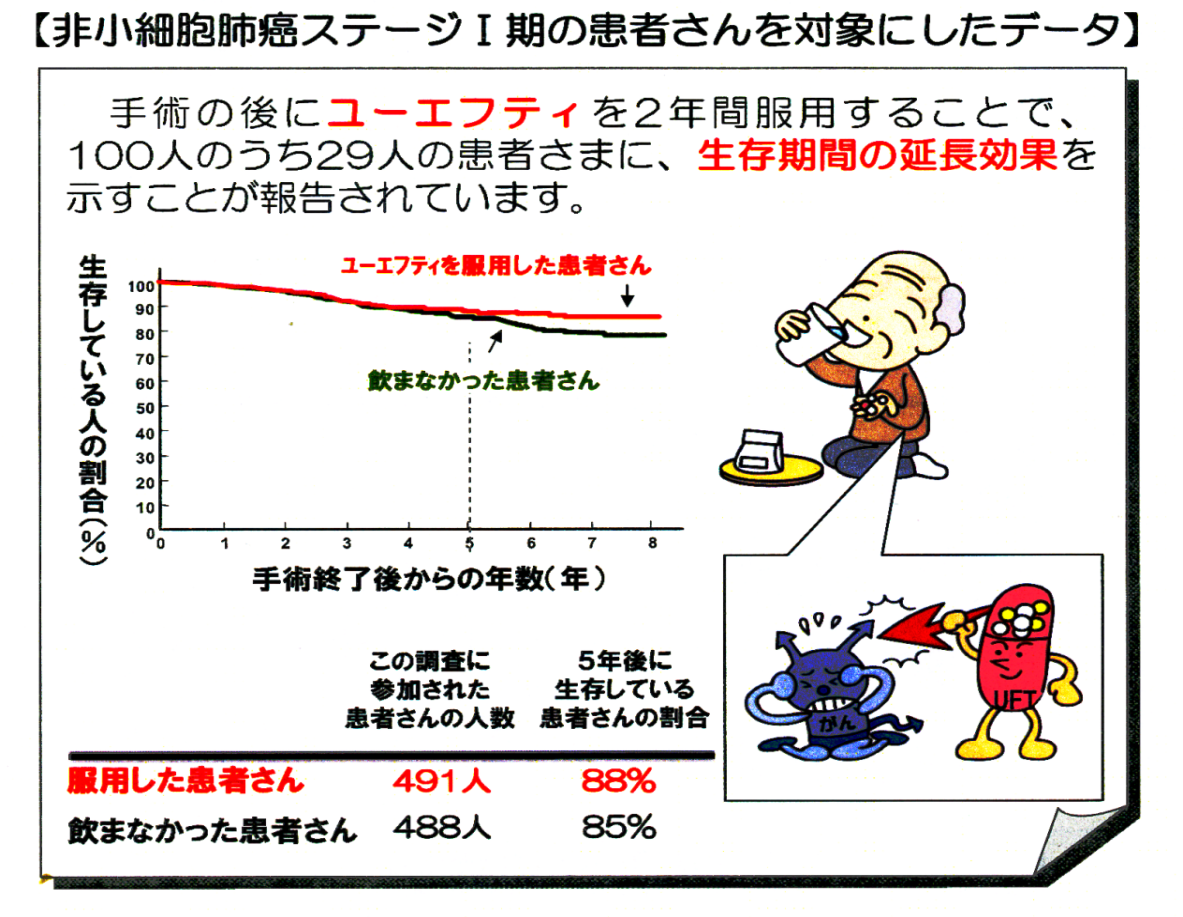 【非小細胞肺癌ステージⅠ期の患者さんを対象にしたデータ】
手術の後にユーエフティを2年間服用することで、
100人のうち29人の患者さまに、生存期間の延長効果を
示すことが報告されています。
生存している人の割合(%)
ユーエフティを服用した患者さん
飲まなかった患者さん
100
90
80
70
60
50
40
30
20
10
0
0 1 2 3 4 5 6 7 8
手術終了後からの年数(年)
がん
UFT
この調査に
参加された
患者さんの人数
5年後に
生存している
患者さんの割合
服用した患者さん 491人 88%
飲まなかった患者さん 488人 85%